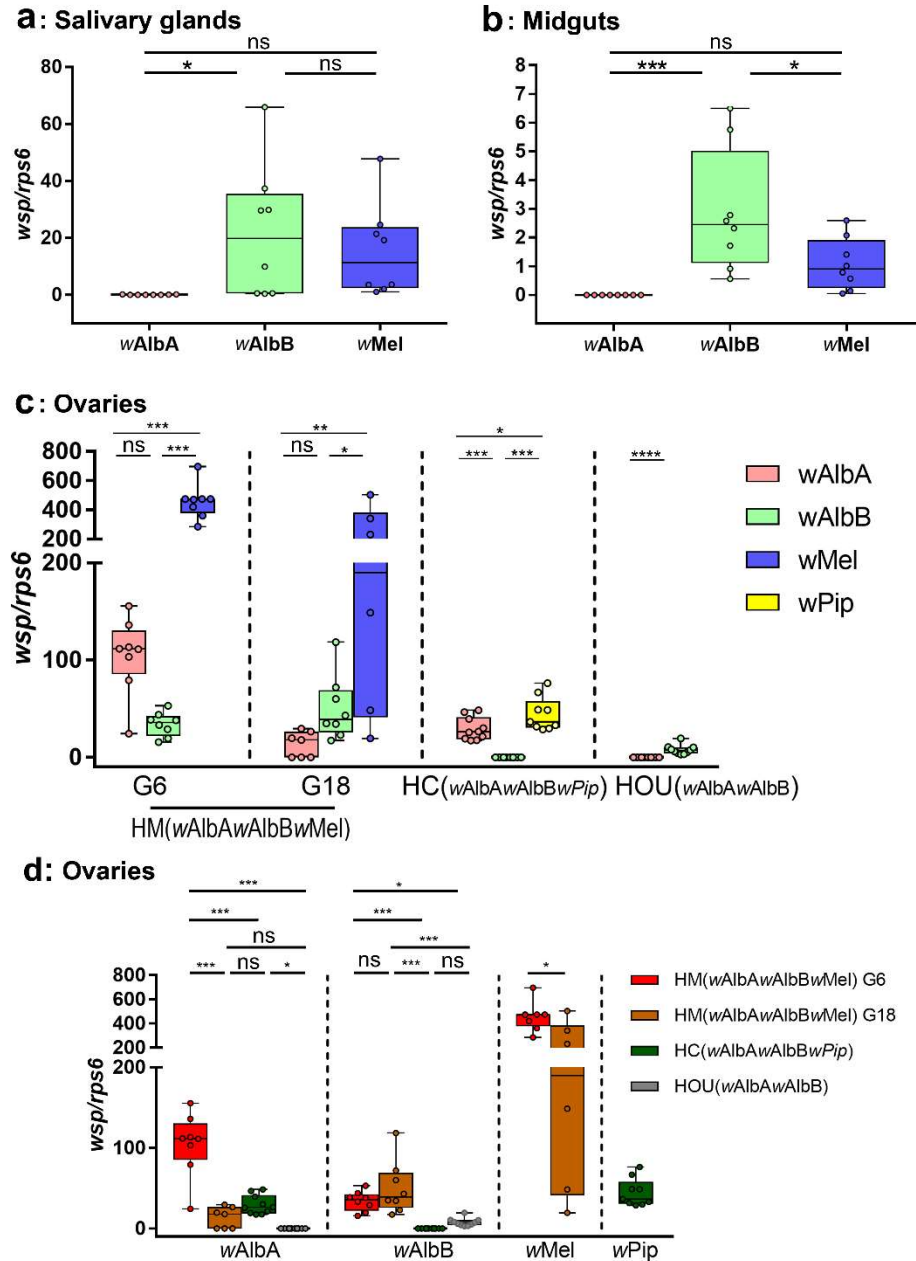 a: Salivary glands
ns
* ns
80
60
40
20
0
wsp/rps6
wAlbA wAlbB wMel
b: Midguts
ns
*** *
8
7
6
5
4
3
2
1
0
wsp/rps6
wAlbA wAlbB wMel
c: Ovaries
*** ** *
ns *** ns * *** *** ****
800
600
400
200
200
100
0
wsp/rps6
wAlbA
wAlbB
wMel
wPip
G6 G18 HC(wAlbAwAlbBwPip) HOU(wAlbAwAlbB)
HM(wAlbAwAlbBwMel)
d: Ovaries
*** *
*** ns *** ***
*** ns * ns *** ns *
800
600
400
200
200
100
0
wsp/rps6
HM(wAlbAwAlbBwMel) G6
HM(wAlbAwAlbBwMel) G18
HC(wAlbAwAlbBwPip)
HOU(wAlbAwAlbB)
wAlbA wAlbB wMel wPip